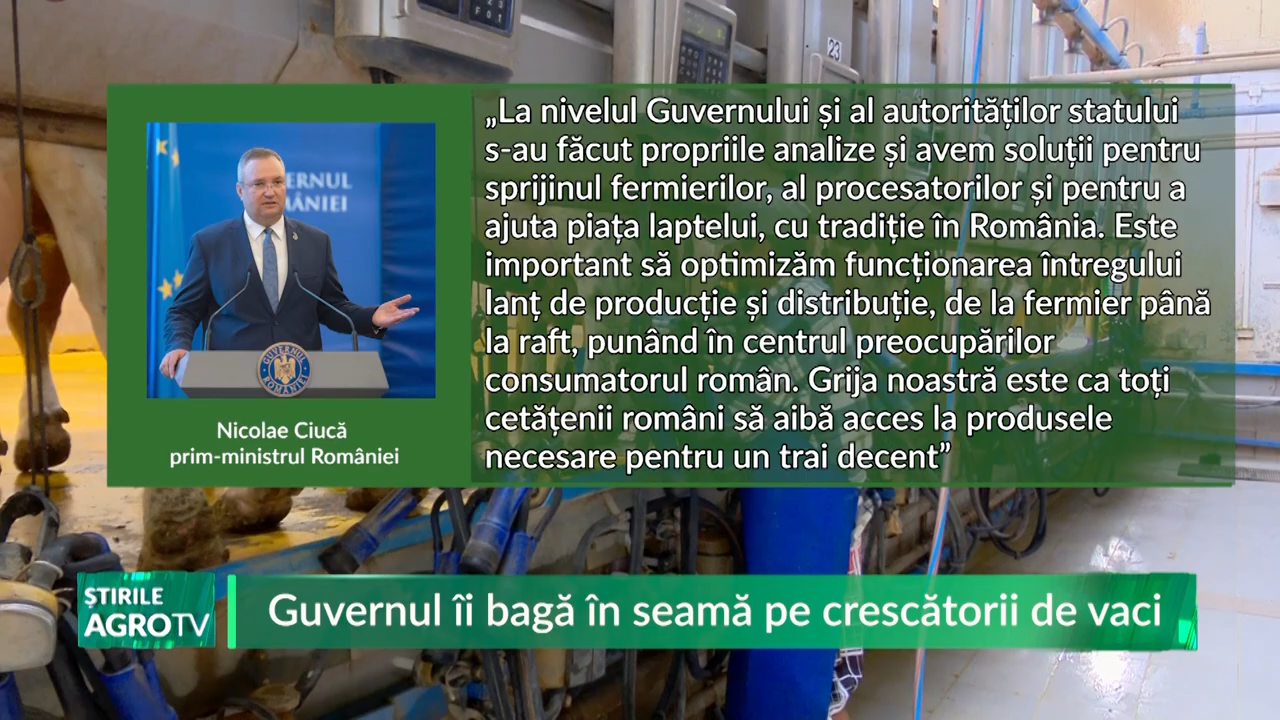 23
„La nivelul Guvernului și al autorităților statului
s-au făcut propriile analize și avem soluții pentru
sprijinul fermierilor, al procesatorilor și pentru a
ajuta piața laptelui, cu tradiție în România. Este
important să optimizăm funcționarea întregului
lanț de producție și distribuție, de la fermier până
la raft, punând în centrul preocupărilor
consumatorul român. Grija noastră este ca toți
cetățenii români să aibă acces la produsele
necesare pentru un trai decent”
ERNUL
MÂNIEI
GUVERNUL ROMÂNIEI
Nicolae Ciucă
prim-ministrul României
ȘTIRILE
AGROTV
Guvernul îi bagă în seamă pe crescătorii de vaci